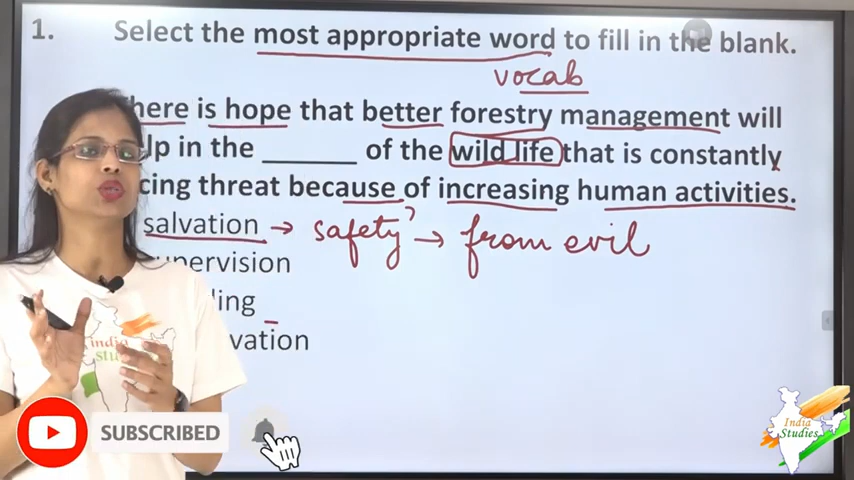 1. Select the most appropriate word to fill in the blank.
vocab
here is hope that better forestry management will
lp in the ______ of the wild life that is constantly
cing threat because of increasing human activities.
salvation → safety → from evil
upervision
ding
vation
india
SUBSCRIBED
India
Studies